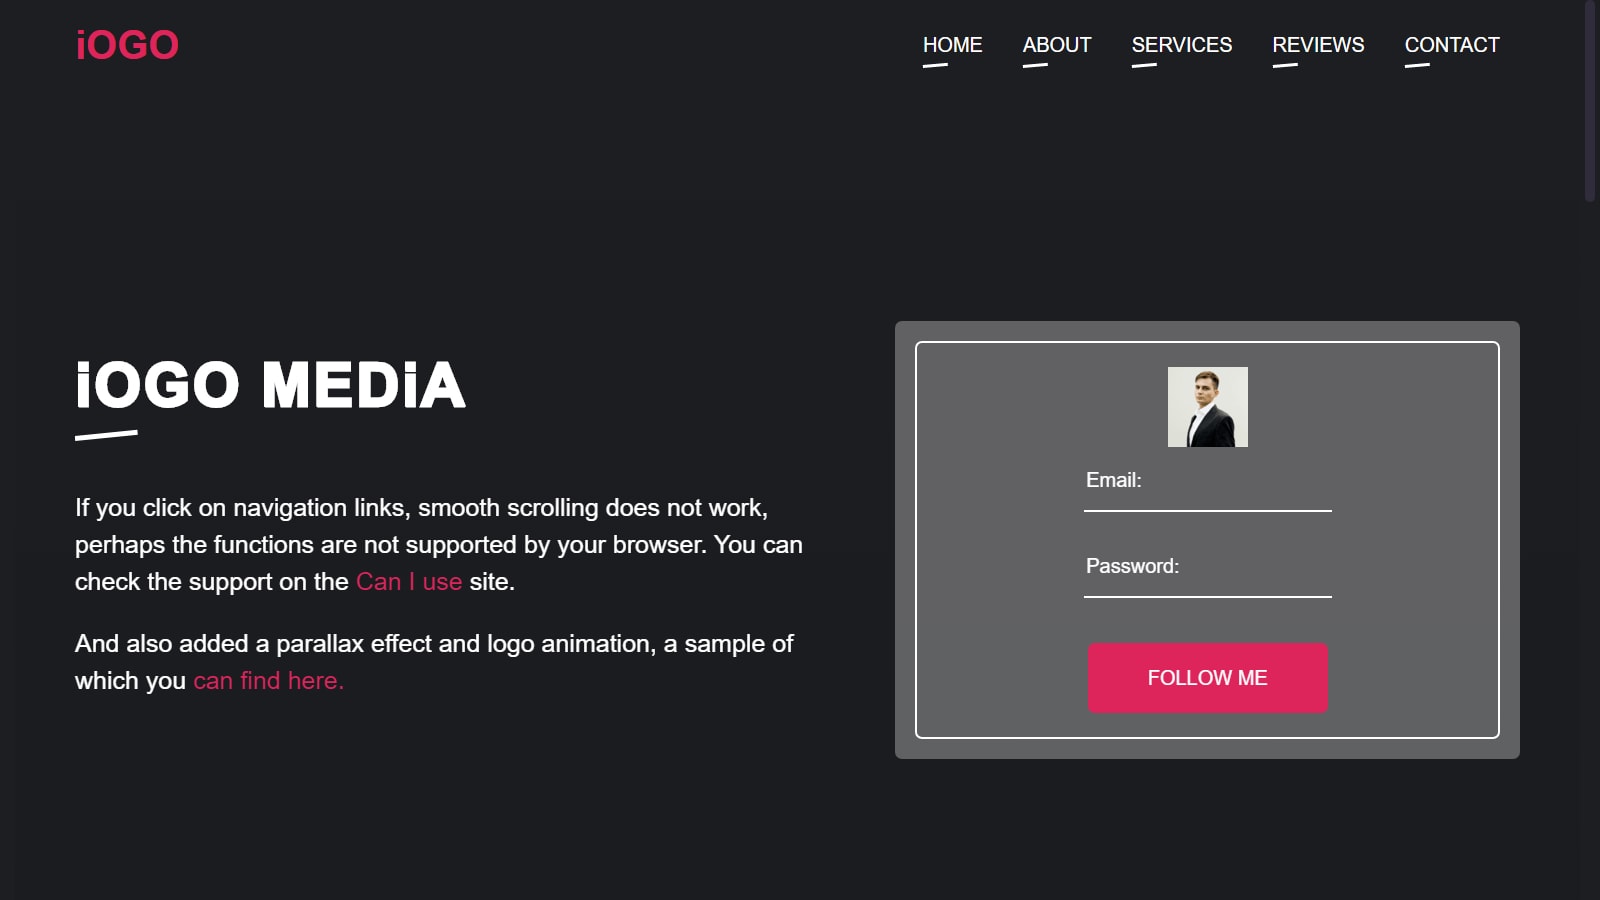 iOGO
HOME ABOUT SERVICES REVIEWS CONTACT
iOGO MEDiA
If you click on navigation links, smooth scrolling does not work,
perhaps the functions are not supported by your browser. You can
check the support on the Can I use site.
And also added a parallax effect and logo animation, a sample of
which you can find here.
Email:
Password:
FOLLOW ME